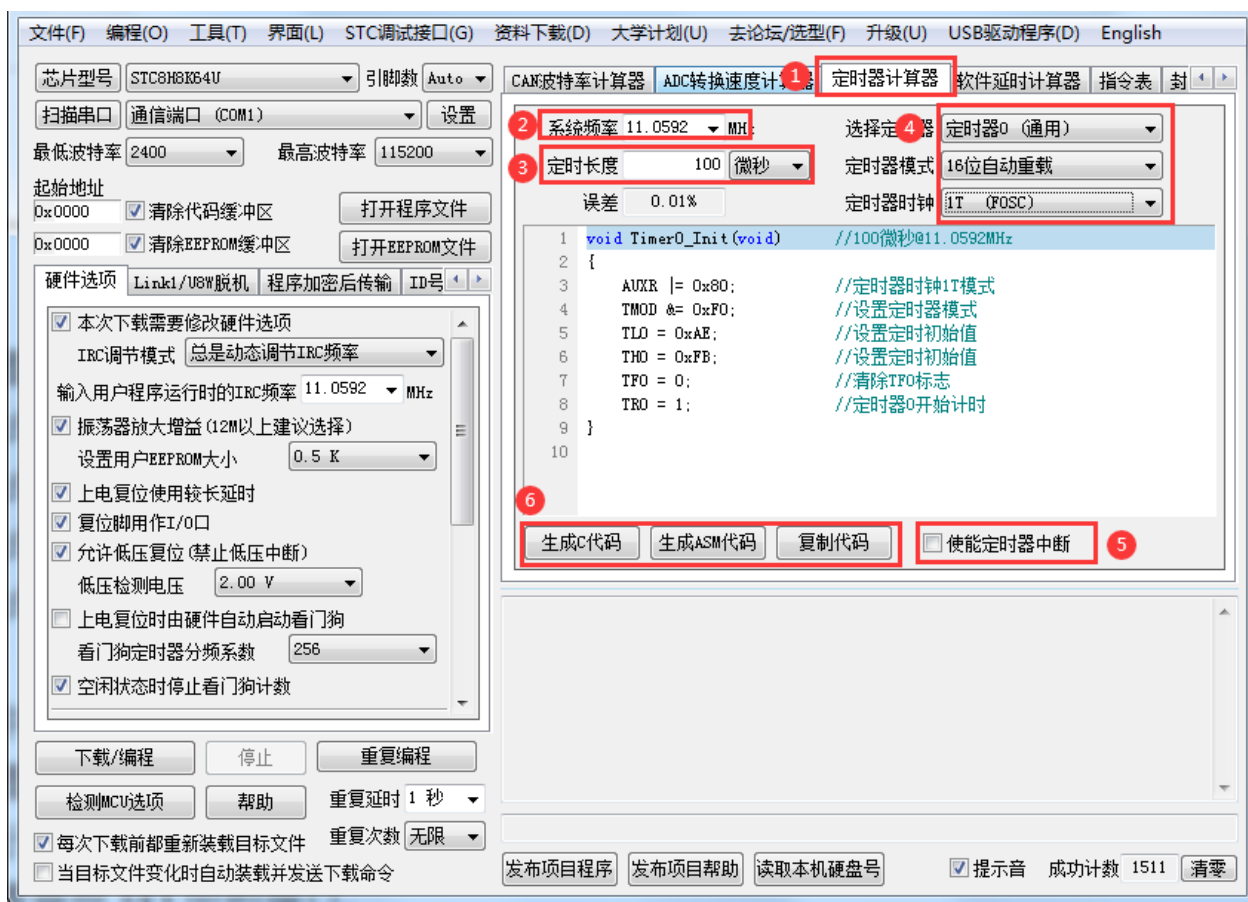 文件(F) 编程(O) 工具(T) 界面(L) STC调试接口(G) 资料下载(D) 大学计划(U) 去论坛/选型(F) 升级(U) USB驱动程序(D) English
芯片型号 STC8H8K64U 引脚数 Auto
扫描串口 通信端口 (COM1) 设置
最低波特率 2400 最高波特率 115200
起始地址
0x0000 清除代码缓冲区 打开程序文件
0x0000 清除EEPROM缓冲区 打开EEPROM文件
硬件选项 Link1/U8W脱机 程序加密后传输 ID号
本次下载需要修改硬件选项
IRC调节模式 总是动态调节IRC频率
输入用户程序运行时的IRC频率 11.0592 MHz
振荡器放大增益(12M以上建议选择)
设置用户EEPROM大小 0.5 K
上电复位使用较长延时
复位脚用作I/O口
允许低压复位(禁止低压中断)
低压检测电压 2.00 V
上电复位时由硬件自动启动看门狗
看门狗定时器分频系数 256
空闲状态时停止看门狗计数
下载/编程 停止 重复编程
检测MCU选项 帮助 重复延时 1 秒
每次下载前都重新装载目标文件 重复次数 无限
当目标文件变化时自动装载并发送下载命令
CAN波特率计算器 ADC转换速度计 1 定时器计算器 软件延时计算器 指令表 封
2 系统频率 11.0592 MH 选择定 4 器 定时器0 (通用)
3 定时长度 100 微秒 定时器模式 16位自动重载
误差 0.01% 定时器时钟 1T (FOSC)
1 void Timer0_Init(void) //100微秒@11.0592MHz
2 {
3 AUXR |= 0x80; //定时器时钟1T模式
4 TMOD &= 0xF0; //设置定时器模式
5 TL0 = 0xAE; //设置定时初始值
6 TH0 = 0xFB; //设置定时初始值
7 TF0 = 0; //清除TF0标志
8 TR0 = 1; //定时器0开始计时
9 }
10
6
生成C代码 生成ASM代码 复制代码 使能定时器中断 5
发布项目程序 发布项目帮助 读取本机硬盘号 提示音 成功计数 1511 清零